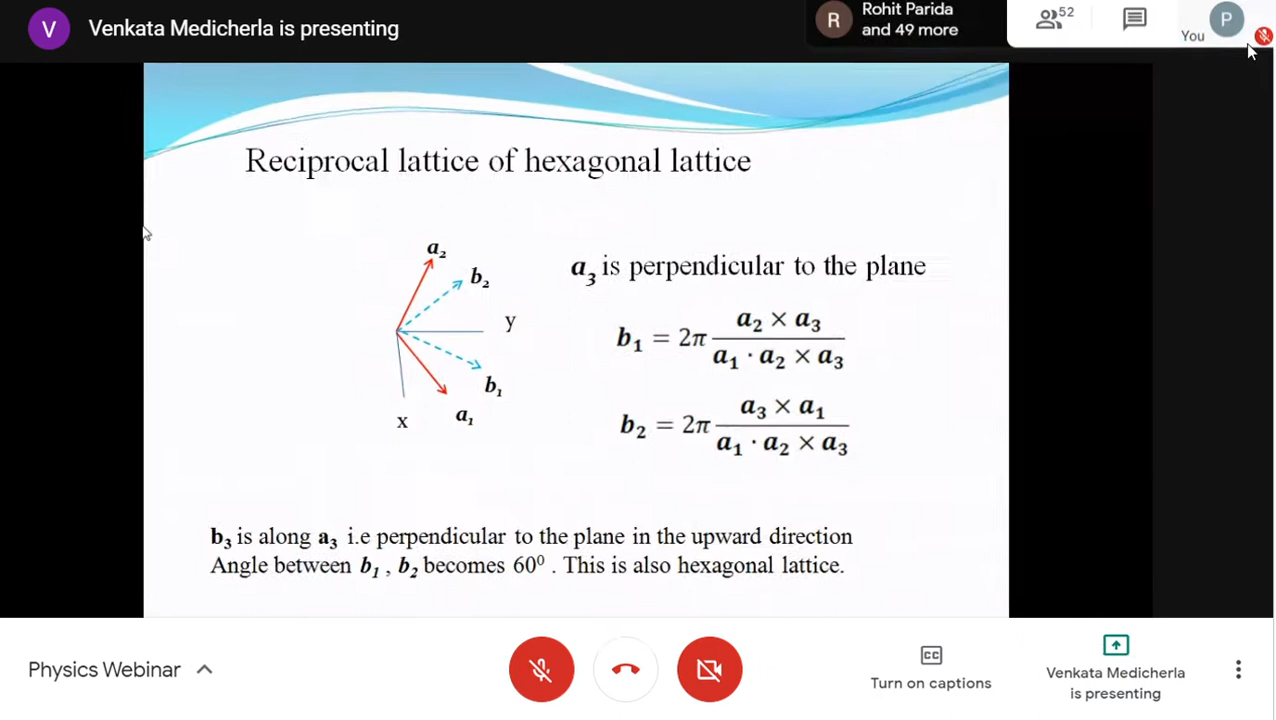 V
Venkata Medicherla is presenting
R
Rohit Parida
and 49 more
52
You
P
Reciprocal lattice of hexagonal lattice
a₂
b₂
y
b₁
a₁
x
a₃ is perpendicular to the plane
b₁ = 2π (a₂ × a₃) / (a₁ · a₂ × a₃)
b₂ = 2π (a₃ × a₁) / (a₁ · a₂ × a₃)
b₃ is along a₃ i.e perpendicular to the plane in the upward direction
Angle between b₁ , b₂ becomes 60⁰ . This is also hexagonal lattice.
Physics Webinar
CC
Turn on captions
Venkata Medicherla
is presenting